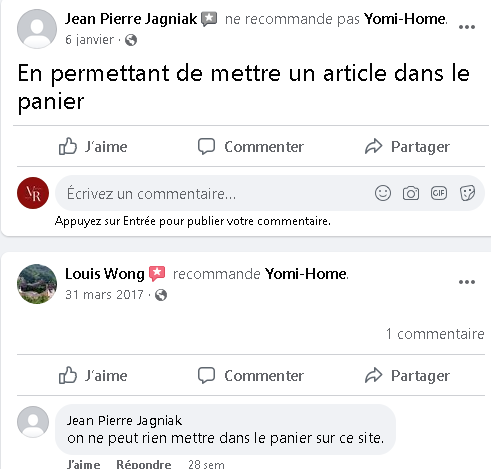 Jean Pierre Jagniak ne recommande pas Yomi-Home.
6 janvier ·
En permettant de mettre un article dans le
panier
J'aime Commenter Partager
VR Écrivez un commentaire... GIF
Appuyez sur Entrée pour publier votre commentaire.
Louis Wong recommande Yomi-Home.
31 mars 2017 ·
1 commentaire
J'aime Commenter Partager
Jean Pierre Jagniak
on ne peut rien mettre dans le panier sur ce site.
J'aime Répondre 28 sem